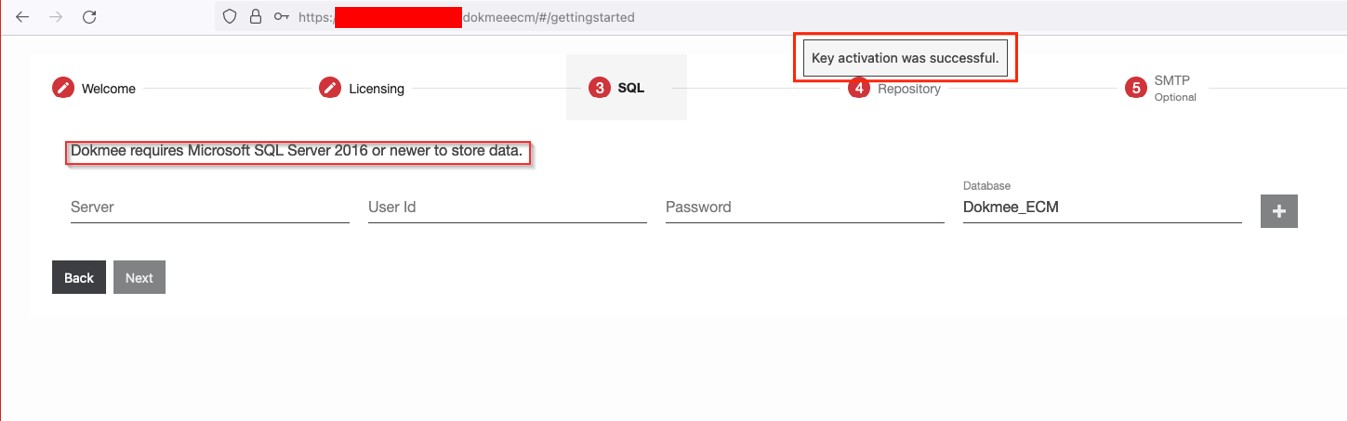 https:/ dokmeeecm/#/gettingstarted
Key activation was successful.
Welcome
Licensing
3 SQL
4 Repository
5 SMTP
Optional
Dokmee requires Microsoft SQL Server 2016 or newer to store data.
Server
User Id
Password
Database
Dokmee_ECM
+
Back
Next